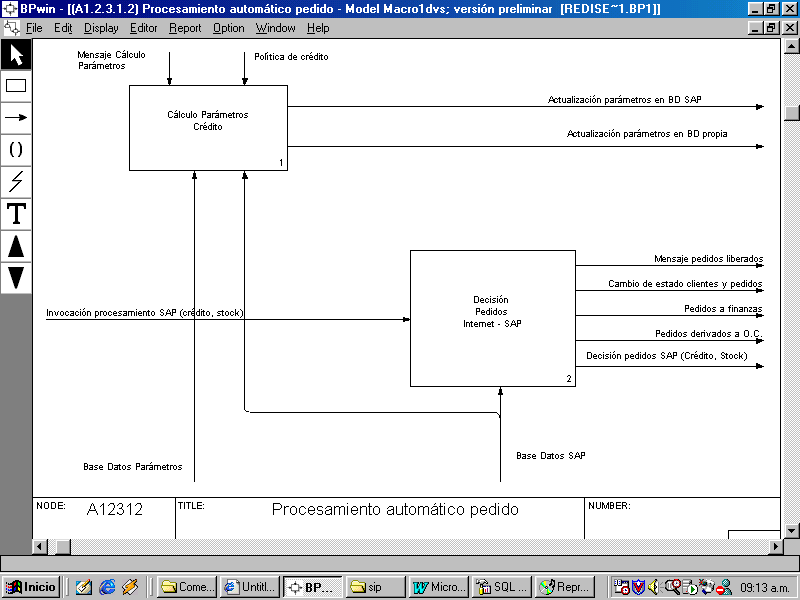 BPwin - [(A1.2.3.1.2) Procesamiento automático pedido - Model Macro1dvs; versión preliminar [REDISE~1.BP1]]
File Edit Display Editor Report Option Window Help
Mensaje Cálculo
Parámetros
Política de crédito
Cálculo Parámetros
Crédito
1
Actualización parámetros en BD SAP
Actualización parámetros en BD propia
Invocación procesamiento SAP (crédito, stock)
Decisión
Pedidos
Internet - SAP
2
Mensaje pedidos liberados
Cambio de estado clientes y pedidos
Pedidos a finanzas
Pedidos derivados a O.C.
Decisión pedidos SAP (Crédito, Stock)
Base Datos Parámetros
Base Datos SAP
NODE: A12312 TITLE: Procesamiento automático pedido NUMBER:
Inicio Come... Untitl... BP... sip Micro... SQL ... Repr... 09:13 a.m.